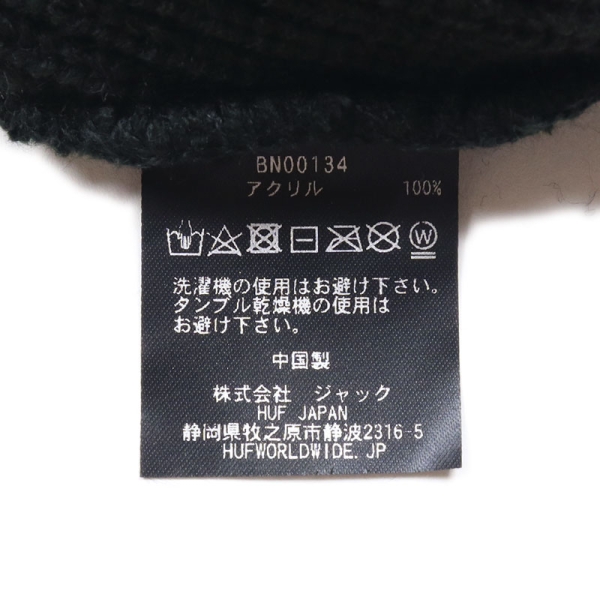 BN00134
アクリル 100%
W
洗濯機の使用はお避け下さい。
タンブル乾燥機の使用は
お避け下さい。
中国製
株式会社 ジャック
HUF JAPAN
静岡県牧之原市静波2316-5
HUFWORLDWIDE.JP